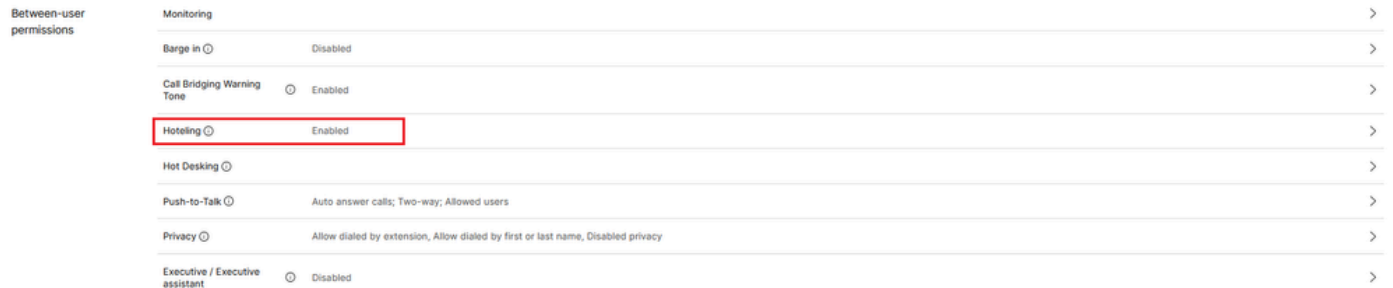 Between-user
permissions
Monitoring
Barge in Disabled
Call Bridging Warning
Tone
Enabled
Hoteling Enabled
Hot Desking
Push-to-Talk Auto answer calls; Two-way; Allowed users
Privacy Allow dialed by extension, Allow dialed by first or last name, Disabled privacy
Executive / Executive
assistant
Disabled